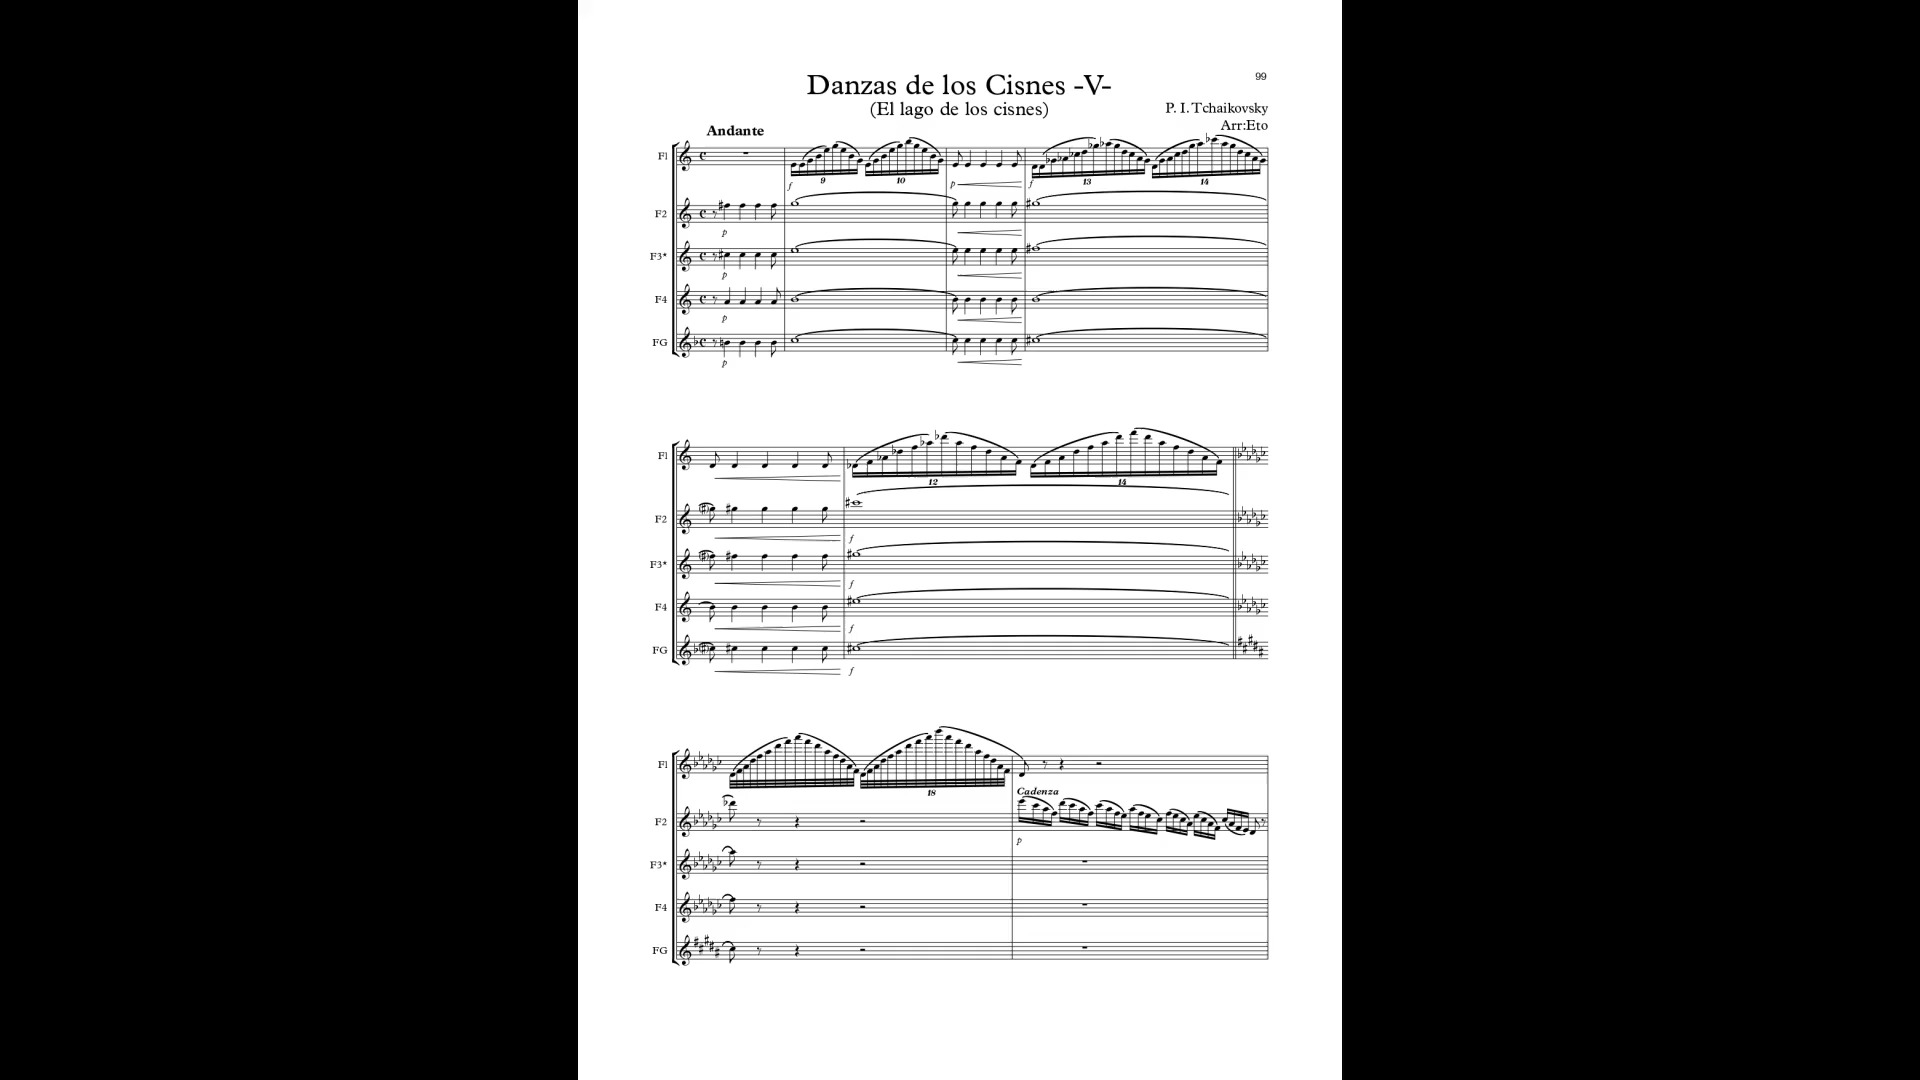 99
Danzas de los Cisnes -V-
(El lago de los cisnes)
P. I. Tchaikovsky
Arr:Eto
Andante
Fl
9
10
13
14
f
p
f
F2
p
F3*
p
F4
p
FG
p
Fl
12
14
F2
f
F3*
f
F4
f
FG
f
Fl
18
Cadenza
F2
p
F3*
F4
FG